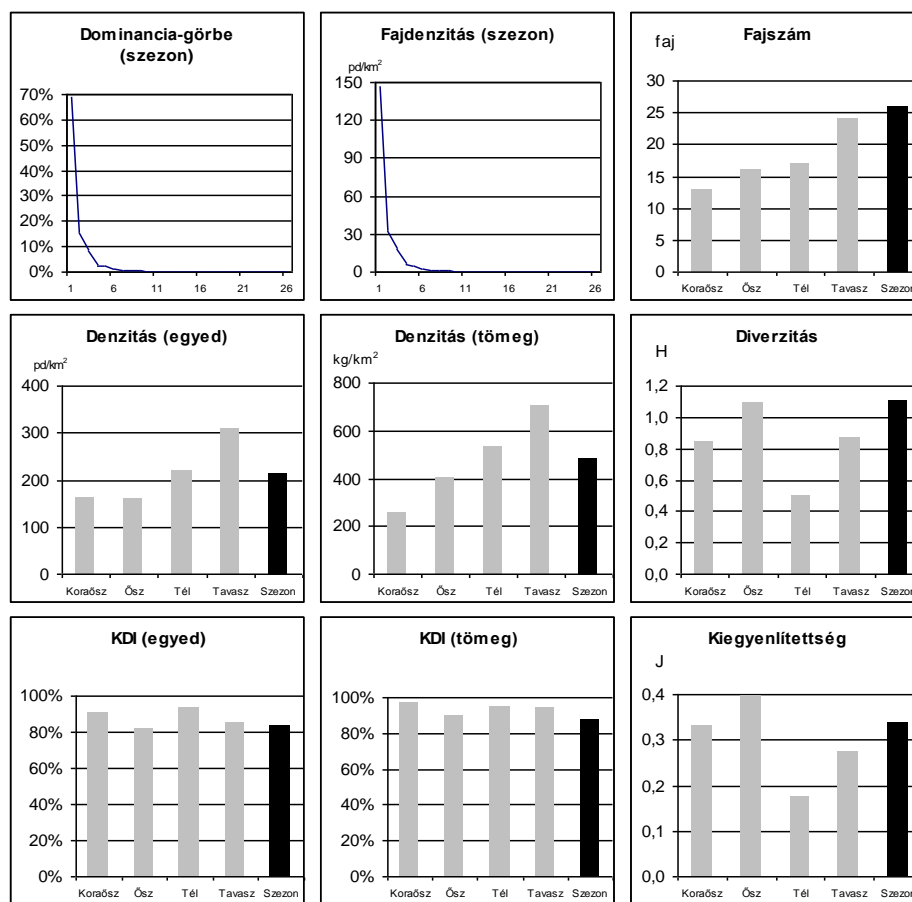 Dominancia-görbe
(szezon)
70%
60%
50%
40%
30%
20%
10%
0%
1 6 11 16 21 26
Fajdenzitás (szezon)
pd/km²
150
120
90
60
30
0
1 6 11 16 21 26
Fajszám
faj
30
25
20
15
10
5
0
Koraősz Ősz Tél Tavasz Szezon
Denzitás (egyed)
pd/km²
400
300
200
100
0
Koraősz Ősz Tél Tavasz Szezon
Denzitás (tömeg)
kg/km²
800
600
400
200
0
Koraősz Ősz Tél Tavasz Szezon
Diverzitás
H
1,2
1,0
0,8
0,6
0,4
0,2
0,0
Koraősz Ősz Tél Tavasz Szezon
KDI (egyed)
100%
80%
60%
40%
20%
0%
Koraősz Ősz Tél Tavasz Szezon
KDI (tömeg)
100%
80%
60%
40%
20%
0%
Koraősz Ősz Tél Tavasz Szezon
Kiegyenlítettség
J
0,4
0,3
0,2
0,1
0,0
Koraősz Ősz Tél Tavasz Szezon